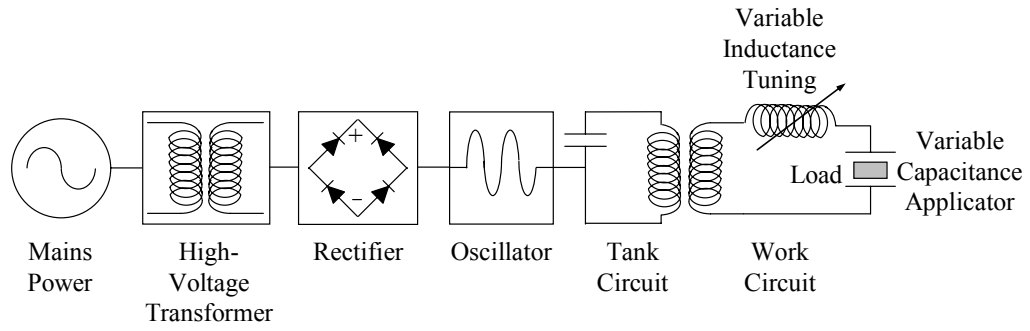 Variable
Inductance
Tuning
+
−
Load
Variable
Capacitance
Applicator
Mains
Power
High-
Voltage
Transformer
Rectifier
Oscillator
Tank
Circuit
Work
Circuit